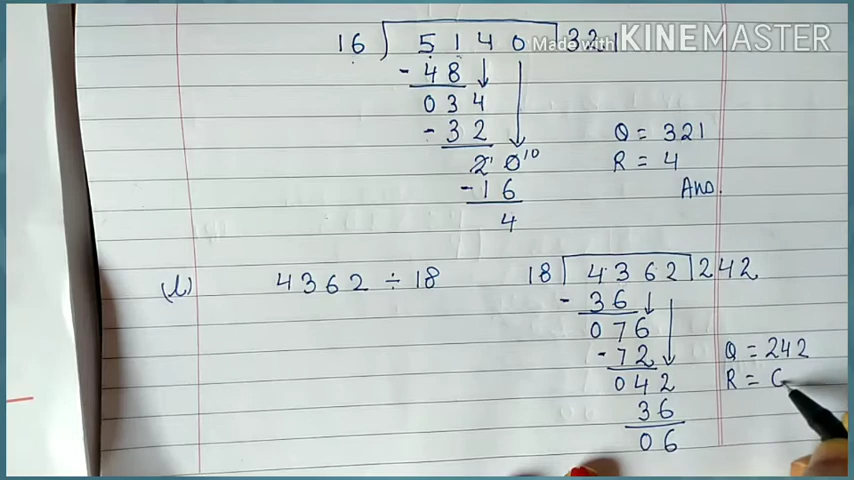 16 ) 5140 ( 321
Made with KINEMASTER
- 48
034
- 32
20 10
- 16
4
Q = 321
R = 4
Ans.
(l) 4362 ÷ 18
18 ) 4362 ( 242
- 36
076
- 72
042
36
06
Q = 242
R = 6